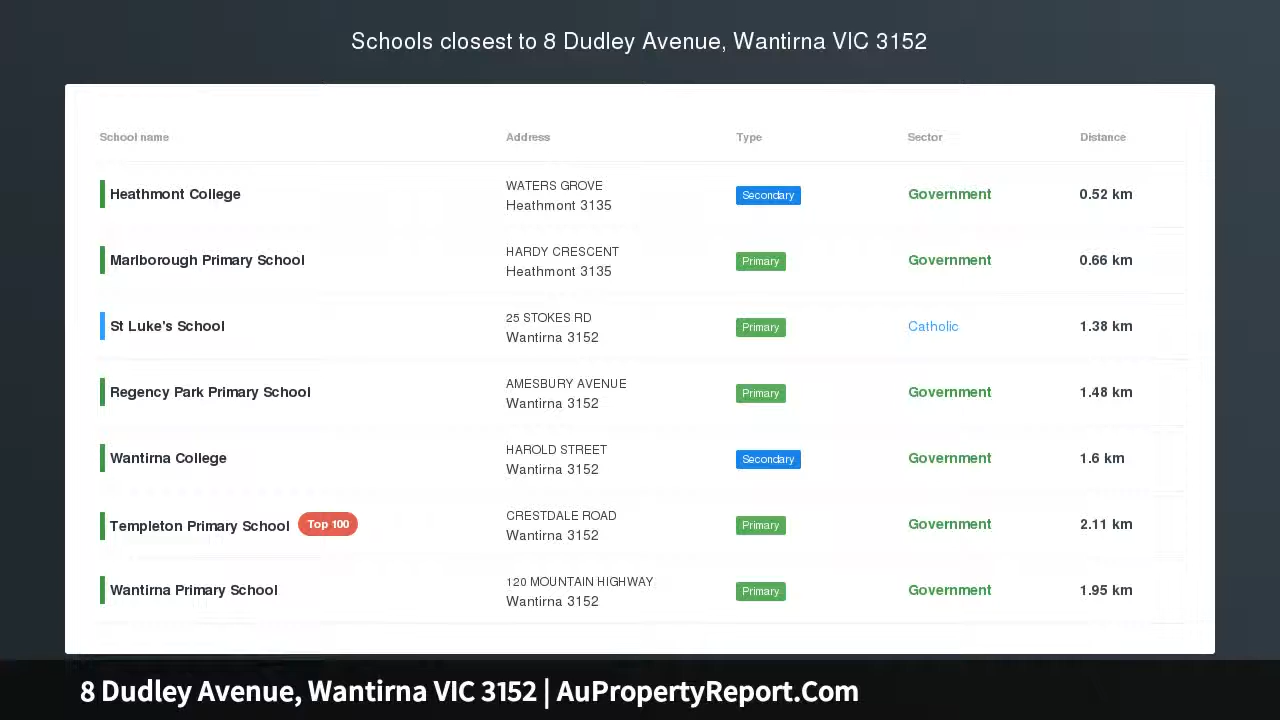 Schools closest to 8 Dudley Avenue, Wantirna VIC 3152
School name Address Type Sector Distance
Heathmont College WATERS GROVE Heathmont 3135 Secondary Government 0.52 km
Marlborough Primary School HARDY CRESCENT Heathmont 3135 Primary Government 0.66 km
St Luke's School 25 STOKES RD Wantirna 3152 Primary Catholic 1.38 km
Regency Park Primary School AMESBURY AVENUE Wantirna 3152 Primary Government 1.48 km
Wantirna College HAROLD STREET Wantirna 3152 Secondary Government 1.6 km
Templeton Primary School Top 100 CRESTDALE ROAD Wantirna 3152 Primary Government 2.11 km
Wantirna Primary School 120 MOUNTAIN HIGHWAY Wantirna 3152 Primary Government 1.95 km
8 Dudley Avenue, Wantirna VIC 3152 | AuPropertyReport.Com